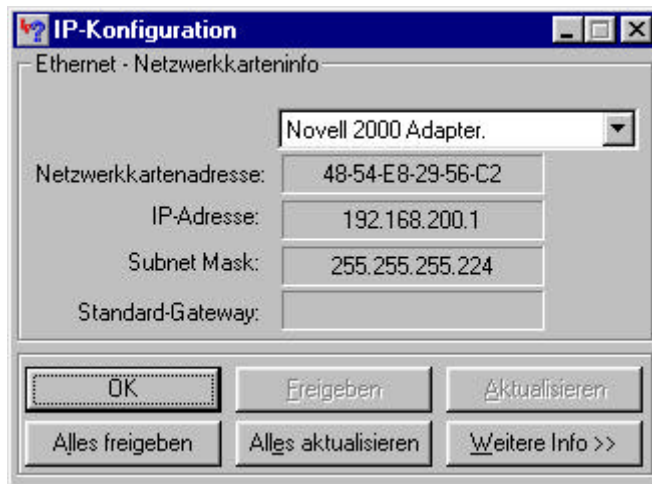 IP-Konfiguration
Ethernet - Netzwerkkarteninfo
Novell 2000 Adapter.
Netzwerkkartenadresse: 48-54-E8-29-56-C2
IP-Adresse: 192.168.200.1
Subnet Mask: 255.255.255.224
Standard-Gateway:
OK Freigeben Aktualisieren
Alles freigeben Alles aktualisieren Weitere Info >>